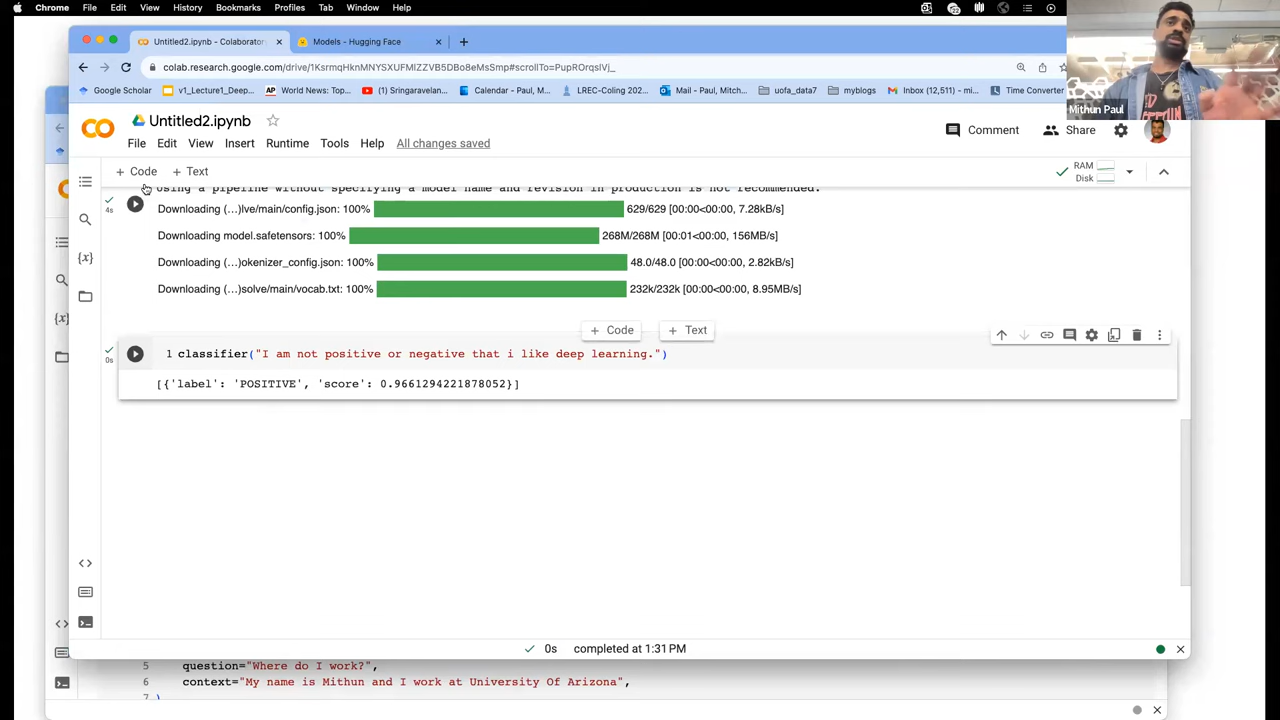 Chrome File Edit View History Bookmarks Profiles Tab Window Help
22
Untitled2.ipynb - Colaborator
Models - Hugging Face
colab.research.google.com/drive/1KsrmqHknMNYSXUFMIZZVB5DBo8eMsB
Google Scholar
v1_Lecture1_Deep...
World News: Top...
(1) Sringaravelan...
Calendar - Paul, M...
LREC-Coling 202...
Mail - Paul, Mitch...
uofa_data7
myblogs
Inbox (12,511) -...
Time Converter
Mithun Paul
Untitled2.ipynb
File Edit View Insert Runtime Tools Help All changes saved
Comment Share
+ Code + Text
RAM
Disk
Using a pipeline without specifying a model name and revision in production is not recommended.
4s
Downloading (…)lve/main/config.json: 100% 629/629 [00:00<00:00, 7.28kB/s]
Downloading model.safetensors: 100% 268M/268M [00:01<00:00, 156MB/s]
Downloading (…)okenizer_config.json: 100% 48.0/48.0 [00:00<00:00, 2.82kB/s]
Downloading (…)solve/main/vocab.txt: 100% 232k/232k [00:00<00:00, 8.95MB/s]
+ Code + Text
0s
1 classifier("I am not positive or negative that i like deep learning.")
[{'label': 'POSITIVE', 'score': 0.9661294221878052}]
0s completed at 1:31 PM
5 question="Where do I work?",
6 context="My name is Mithun and I work at University Of Arizona",
7 )